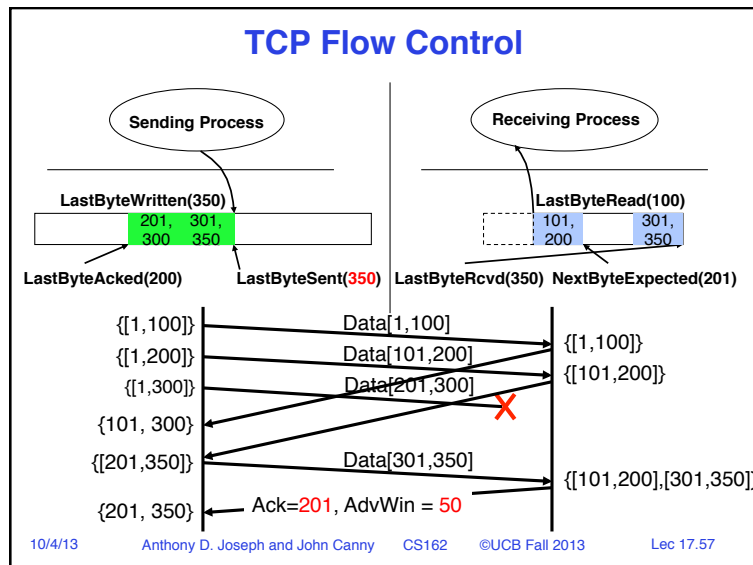 TCP Flow Control
Sending Process
Receiving Process
LastByteWritten(350)
LastByteRead(100)
201, 301,
300 350
101, 301,
200 350
LastByteAcked(200) LastByteSent(350)
LastByteRcvd(350) NextByteExpected(201)
{[1,100]} Data[1,100] {[1,100]}
{[1,200]} Data[101,200] {[101,200]}
{[1,300]} Data[201,300]
{101, 300}
{[201,350]} Data[301,350] {[101,200],[301,350]}
{201, 350} Ack=201, AdvWin = 50
10/4/13 Anthony D. Joseph and John Canny CS162 ©UCB Fall 2013 Lec 17.57